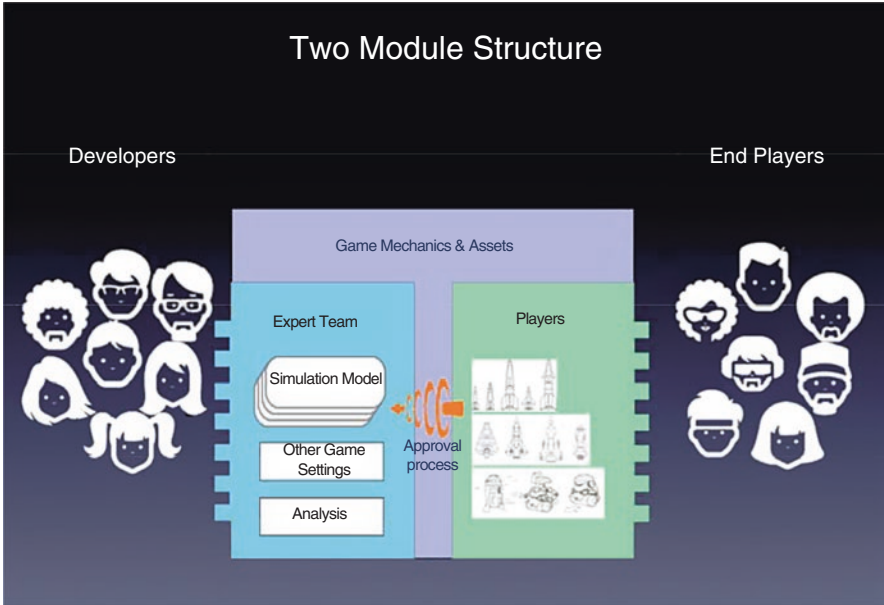 Two Module Structure
Developers
End Players
Game Mechanics & Assets
Expert Team
Players
Simulation Model
Approval
process
Other Game
Settings
Analysis